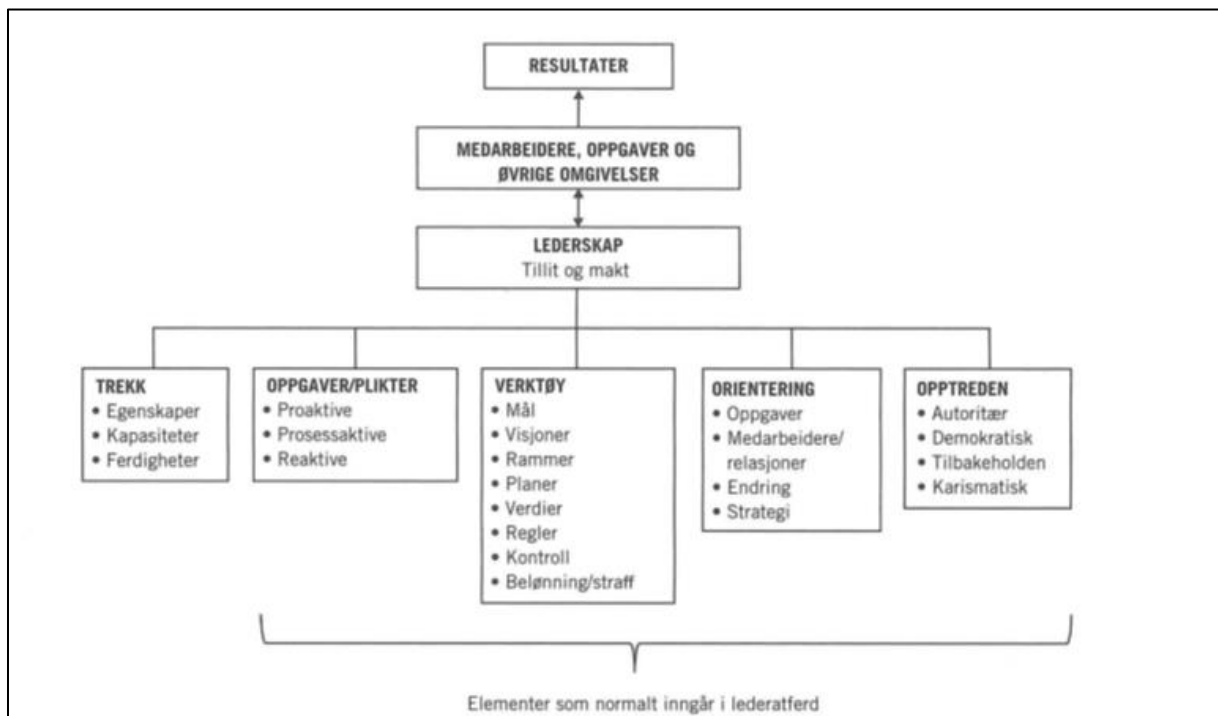 RESULTATER
MEDARBEIDERE, OPPGAVER OG
ØVRIGE OMGIVELSER
LEDERSKAP
Tillit og makt
TREKK
• Egenskaper
• Kapasiteter
• Ferdigheter
OPPGAVER/PLIKTER
• Proaktive
• Prosessaktive
• Reaktive
VERKTØY
• Mål
• Visjoner
• Rammer
• Planer
• Verdier
• Regler
• Kontroll
• Belønning/straff
ORIENTERING
• Oppgaver
• Medarbeidere/
relasjoner
• Endring
• Strategi
OPPTREDEN
• Autoritær
• Demokratisk
• Tilbakeholden
• Karismatisk
Elementer som normalt inngår i lederatferd